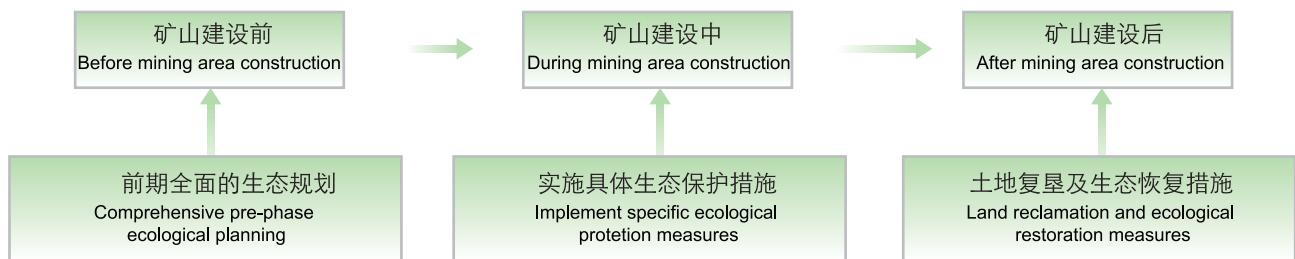 矿山建设前
Before mining area construction
矿山建设中
During mining area construction
矿山建设后
After mining area construction
前期全面的生态规划
Comprehensive pre-phase
ecological planning
实施具体生态保护措施
Implement specific ecological
protetion measures
土地复垦及生态恢复措施
Land reclamation and ecological
restoration measures